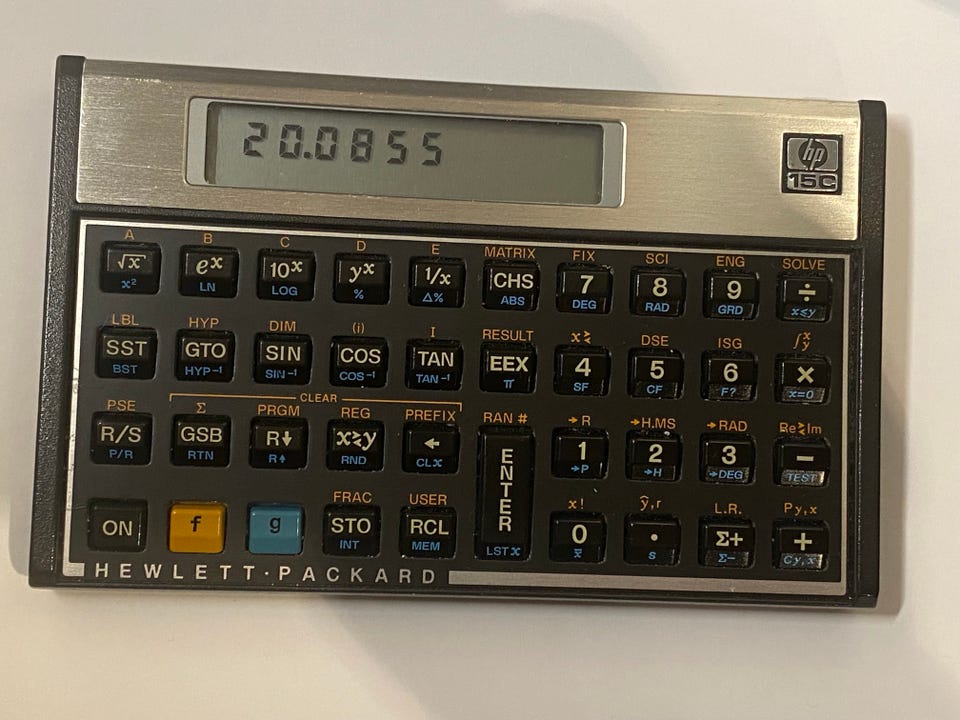 20.0855
hp
15C
A B C D E MATRIX FIX SCI ENG SOLVE
√x eˣ 10ˣ yˣ 1/x CHS 7 8 9 ÷
x² LN LOG % Δ% ABS DEG RAD GRD x≤y
LBL HYP DIM (i) I RESULT x≷ DSE ISG ∫ˣy
SST GTO SIN COS TAN EEX 4 5 6 ×
BST HYP⁻¹ SIN⁻¹ COS⁻¹ TAN⁻¹ π SF CF F? x=0
CLEAR
PSE Σ PRGM REG PREFIX RAN # →R →H.MS →RAD Re≷Im
R/S GSB R↓ x≷y ← ENTER 1 2 3 −
P/R RTN R↑ RND CLx →P →H →DEG TEST
FRAC USER x! ŷ,r L.R. Py,x
ON f g STO RCL 0 • Σ+ +
INT MEM LSTx x̄ s Σ− Cy,x
HEWLETT·PACKARD